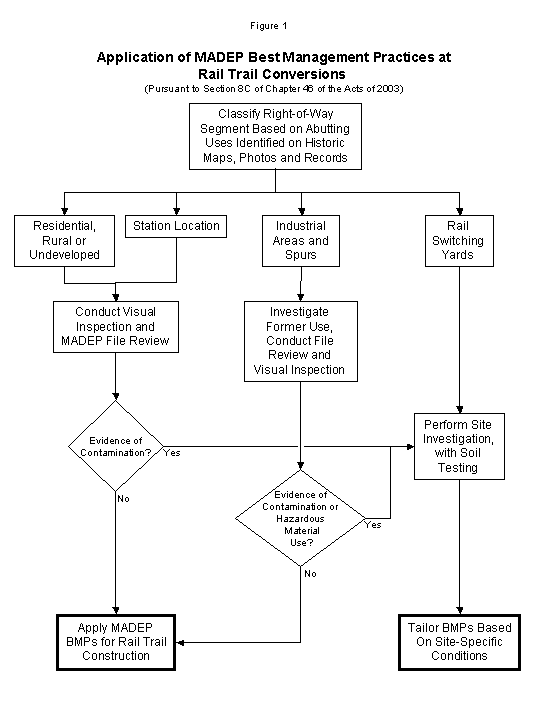 Figure 1
Application of MADEP Best Management Practices at
Rail Trail Conversions
(Pursuant to Section 8C of Chapter 46 of the Acts of 2003)
Classify Right-of-Way
Segment Based on Abutting
Uses Identified on Historic
Maps, Photos and Records
Residential,
Rural or
Undeveloped
Station Location
Industrial
Areas and
Spurs
Rail
Switching
Yards
Conduct Visual
Inspection and
MADEP File Review
Investigate
Former Use,
Conduct File
Review and
Visual Inspection
Evidence of
Contamination?
Yes
No
Perform Site
Investigation,
with Soil
Testing
Evidence of
Contamination or
Hazardous
Material
Use?
Yes
No
Apply MADEP
BMPs for Rail Trail
Construction
Tailor BMPs Based
On Site-Specific
Conditions